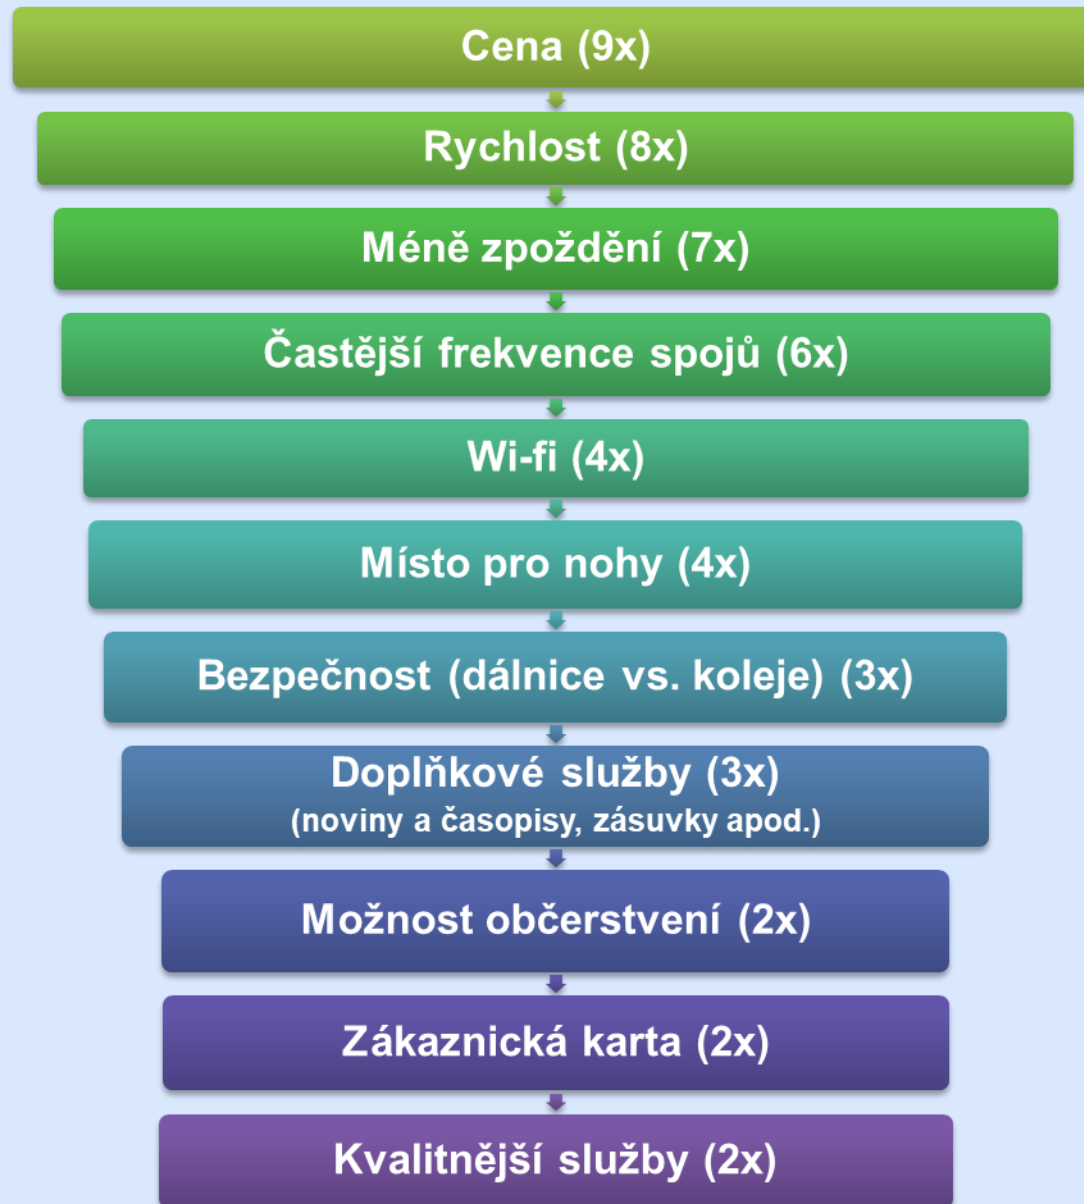 Cena (9x)
Rychlost (8x)
Méně zpoždění (7x)
Častější frekvence spojů (6x)
Wi-fi (4x)
Místo pro nohy (4x)
Bezpečnost (dálnice vs. koleje) (3x)
Doplňkové služby (3x)
(noviny a časopisy, zásuvky apod.)
Možnost občerstvení (2x)
Zákaznická karta (2x)
Kvalitnější služby (2x)